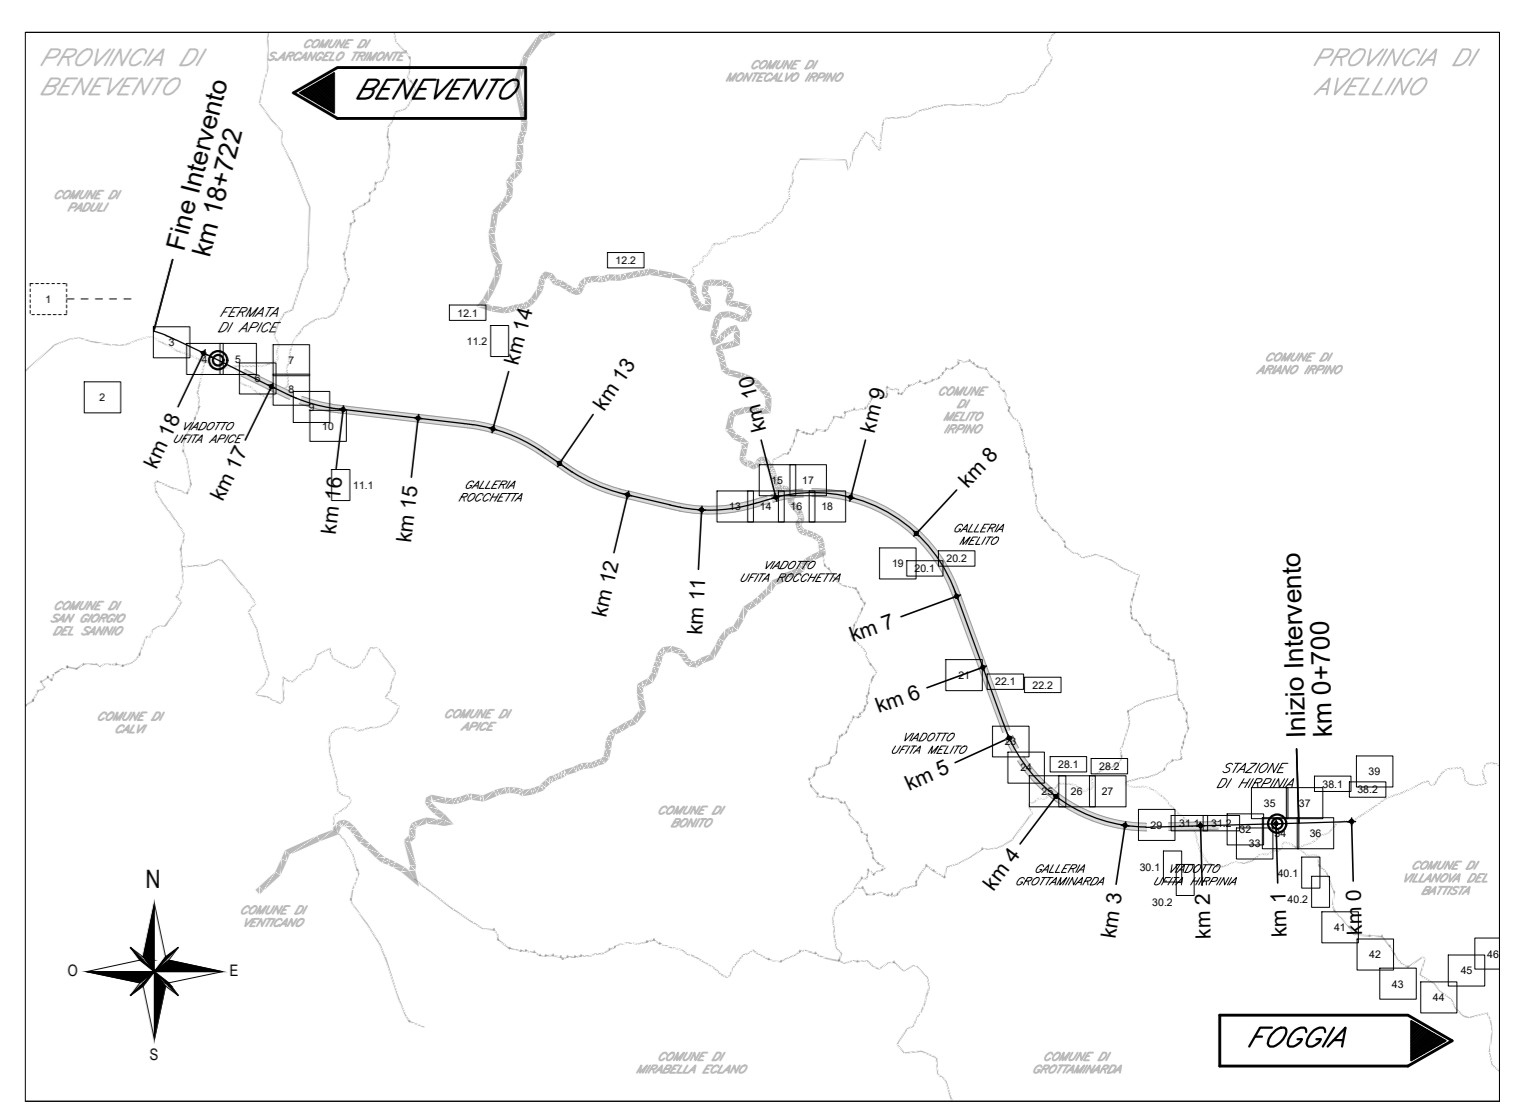 PROVINCIA DI
BENEVENTO
COMUNE DI
S.ARCANGELO TRIMONTE
BENEVENTO
COMUNE DI
MONTECALVO IRPINO
PROVINCIA DI
AVELLINO
Fine Intervento
km 18+722
COMUNE DI
PADULI
1
FERMATA
DI APICE
12.2
12.1
11.2
km 14
3
4
5
6
7
8
9
10
2
VIADOTTO
UFITA APICE
km 18
km 17
km 16
11.1
km 15
GALLERIA
ROCCHETTA
km 13
km 12
km 11
km 10
km 9
COMUNE
DI
MELITO
IRPINO
COMUNE DI
ARIANO IRPINO
13
14
15
16
17
18
km 8
GALLERIA
MELITO
VIADOTTO
UFITA ROCCHETTA
19
20.1
20.2
km 7
COMUNE DI
SAN GIORGIO
DEL SANNIO
Inizio Intervento
km 0+700
21
22.1
22.2
km 6
COMUNE DI
CALVI
COMUNE DI
APICE
VIADOTTO
UFITA MELITO
23
km 5
24
25
26
27
28.1
28.2
STAZIONE
DI HIRPINIA
39
38.1
38.2
35
37
COMUNE DI
BONITO
29
31.1
31.2
32
33
34
36
km 4
GALLERIA
GROTTAMINARDA
30.1
VIADOTTO
UFITA HIRPINIA
30.2
40.1
40.2
COMUNE DI
VILLANOVA DEL
BATTISTA
km 3
km 2
km 1
km 0
41
42
43
44
45
46
COMUNE DI
VENTICANO
N
O
E
S
COMUNE DI
MIRABELLA ECLANO
COMUNE DI
GROTTAMINARDA
FOGGIA